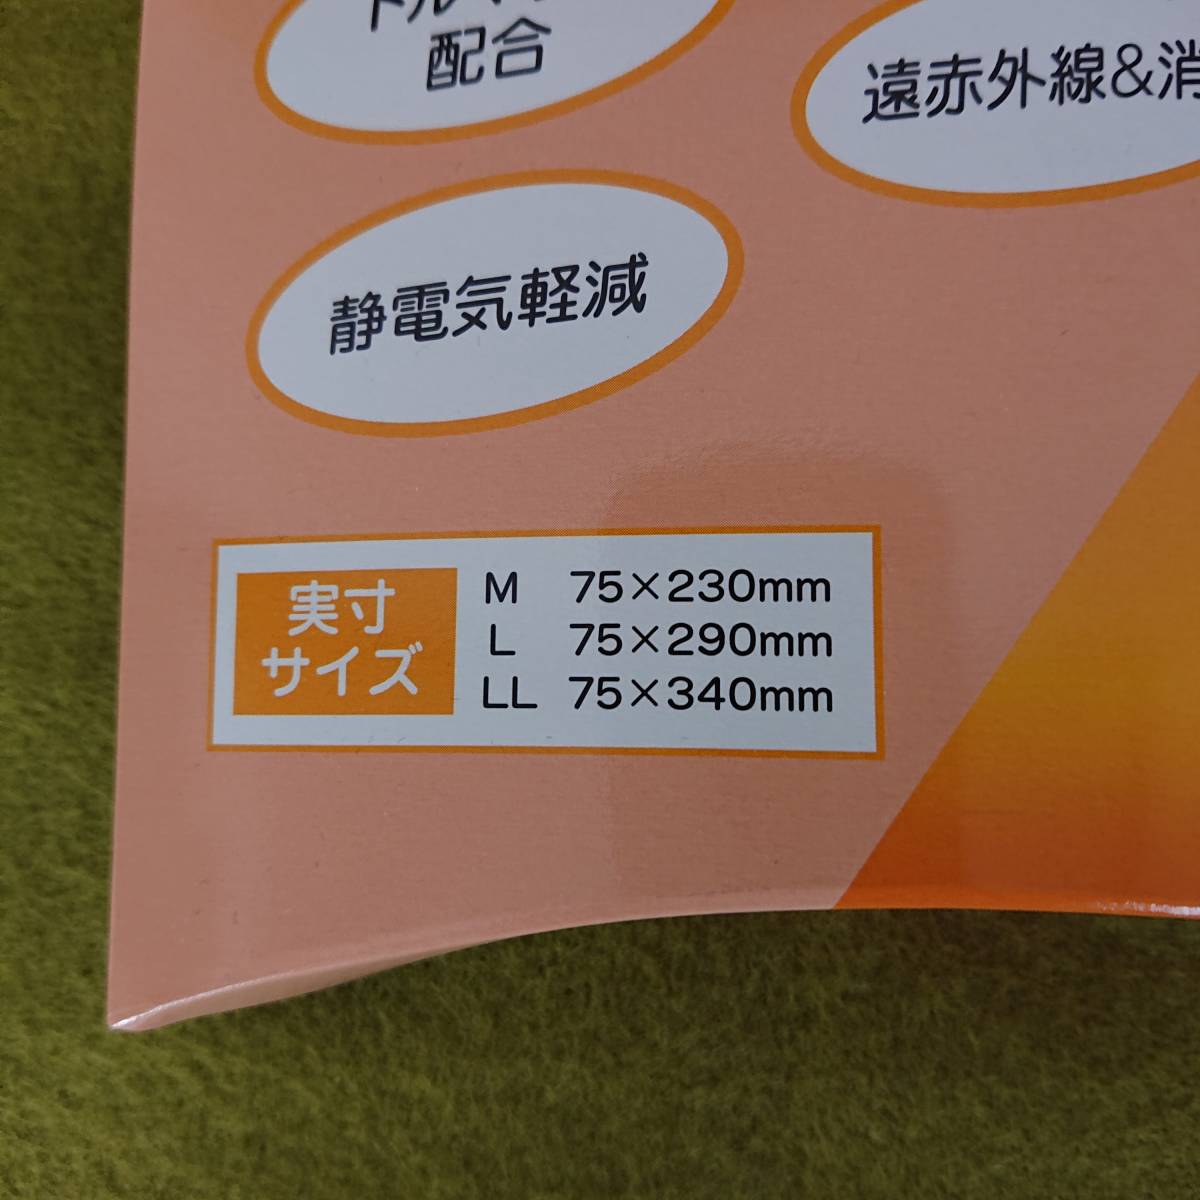 配合
遠赤外線&消
静電気軽減
実寸
サイズ
M 75×230mm
L 75×290mm
LL 75×340mm